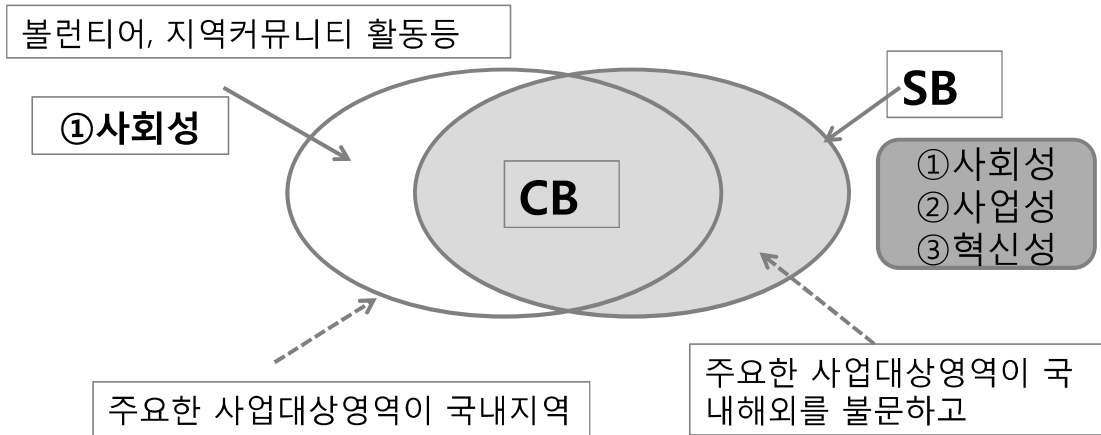 볼런티어, 지역커뮤니티 활동등
①사회성
SB
①사회성
②사업성
③혁신성
CB
주요한 사업대상영역이 국내지역
주요한 사업대상영역이 국
내해외를 불문하고